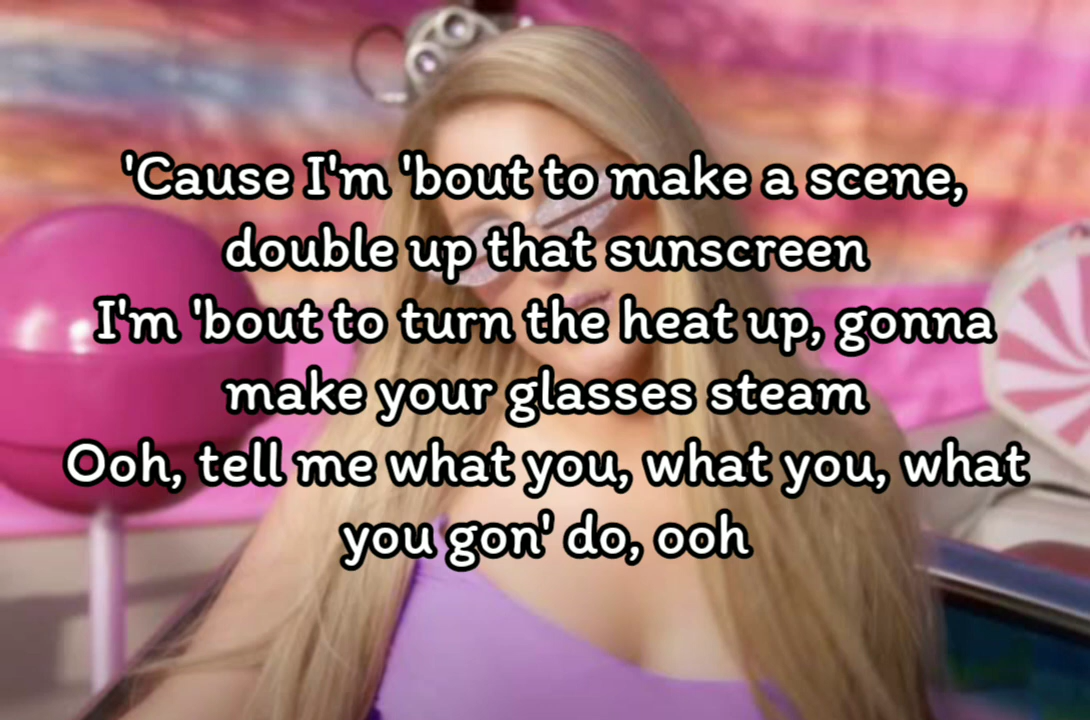 'Cause I'm 'bout to make a scene,
double up that sunscreen
I'm 'bout to turn the heat up, gonna
make your glasses steam
Ooh, tell me what you, what you, what
you gon' do, ooh